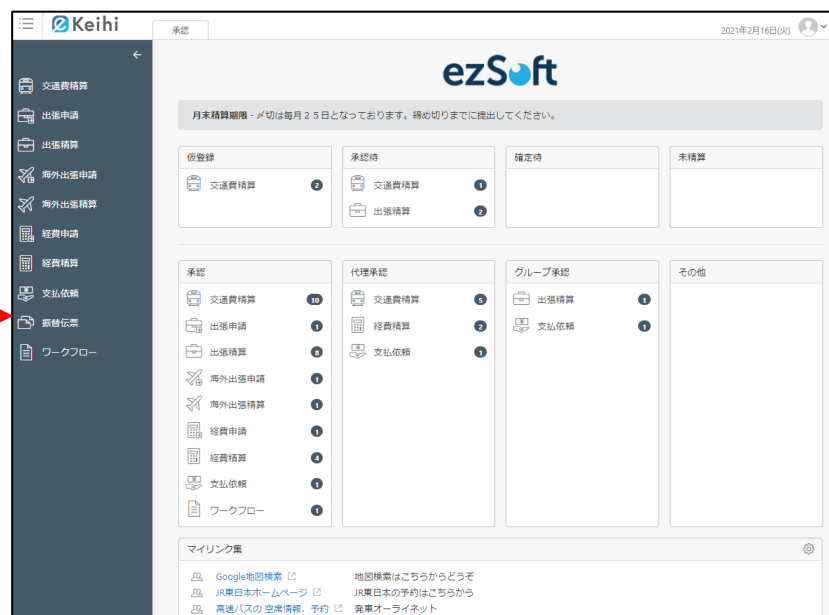 Keihi
承認
2021年2月16日(火)
交通費精算
出張申請
出張精算
海外出張申請
海外出張精算
経費申請
経費精算
支払依頼
振替伝票
ワークフロー
ezSoft
月末精算期限 - 〆切は毎月２５日となっております。締め切りまでに提出してください。
仮登録
交通費精算 2
承認待
交通費精算 1
出張精算 2
確定待
未精算
承認
交通費精算 10
出張申請 1
出張精算 8
海外出張申請 1
海外出張精算 1
経費申請 1
経費精算 4
支払依頼 1
ワークフロー 1
代理承認
交通費精算 5
経費精算 2
支払依頼 1
グループ承認
出張精算 1
支払依頼 1
その他
マイリンク集
Google地図検索 地図検索はこちらからどうぞ
JR東日本ホームページ JR東日本の予約はこちらから
高速バスの 空席情報、予約 発車オーライネット